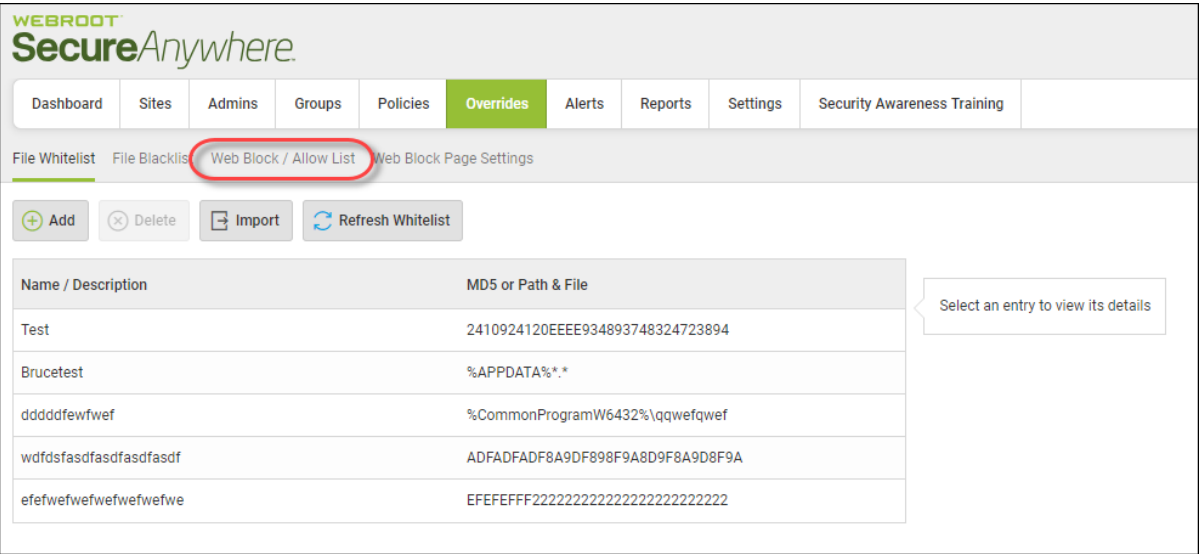 WEBROOT
SecureAnywhere.
Dashboard Sites Admins Groups Policies Overrides Alerts Reports Settings Security Awareness Training
File Whitelist File Blacklis Web Block / Allow List Web Block Page Settings
Add Delete Import Refresh Whitelist
Name / Description MD5 or Path & File
Select an entry to view its details
Test 2410924120EEEE934893748324723894
Brucetest %APPDATA%*.*
dddddfewfwef %CommonProgramW6432%\qqwefqwef
wdfdsfasdfasdfasdfasdf ADFADFADF8A9DF898F9A8D9F8A9D8F9A
efefwefwefwefwefwefwe EFEFEFFF222222222222222222222222